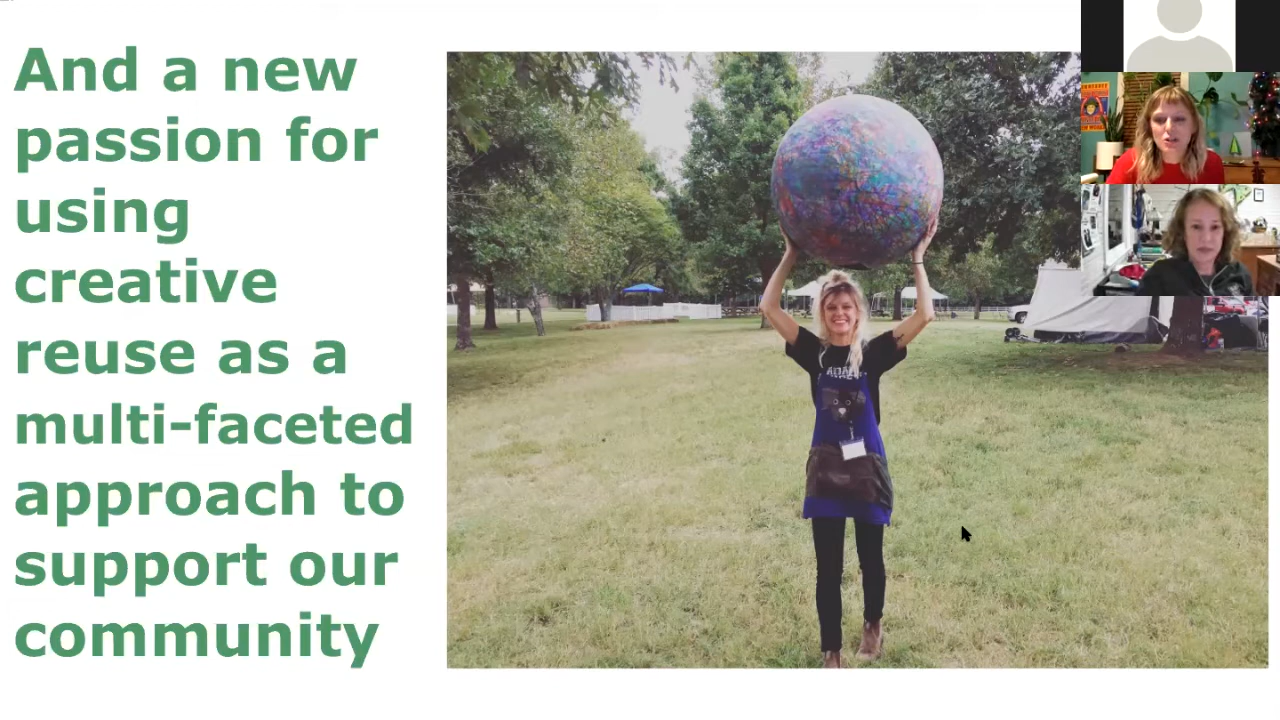 And a new
passion for
using
creative
reuse as a
multi-faceted
approach to
support our
community